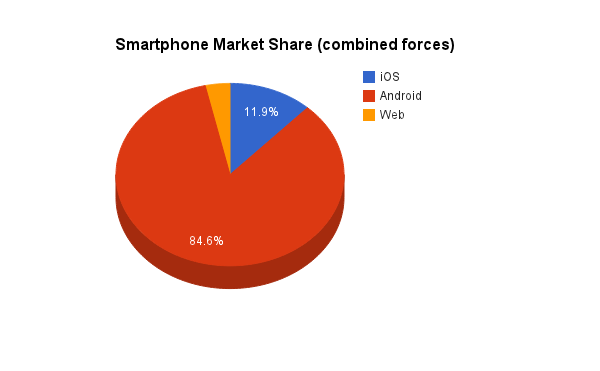 Smartphone Market Share (combined forces)
iOS
Android
Web
11.9%
84.6%